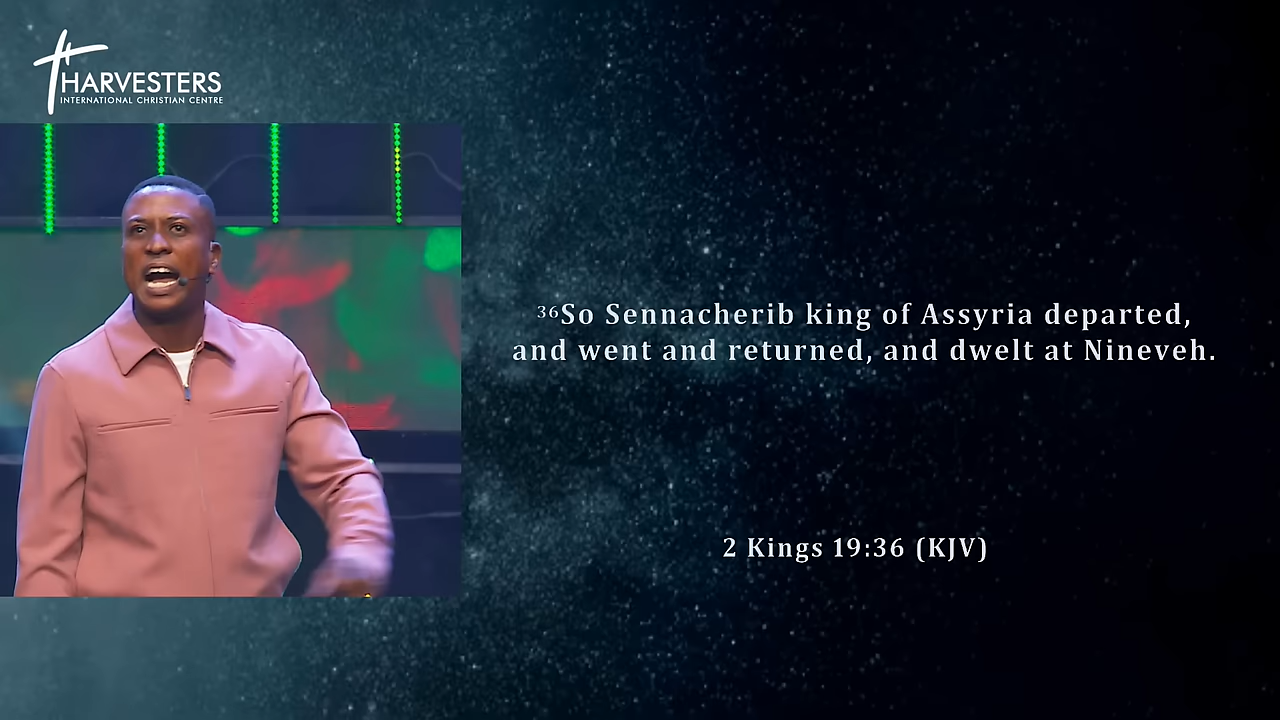 HARVESTERS
INTERNATIONAL CHRISTIAN CENTRE
36So Sennacherib king of Assyria departed,
and went and returned, and dwelt at Nineveh.
2 Kings 19:36 (KJV)